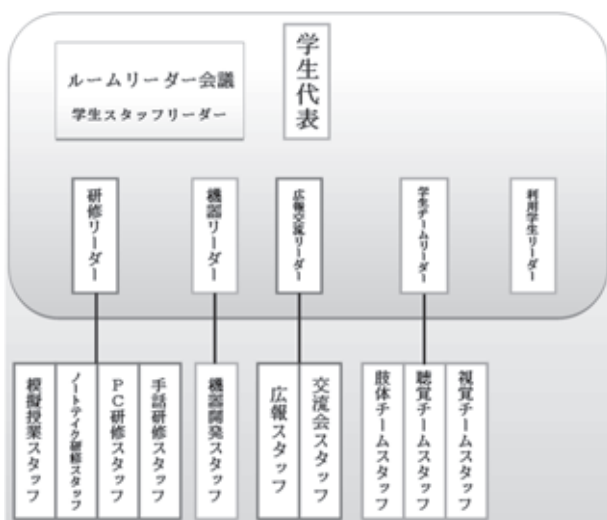 ルームリーダー会議
学生スタッフリーダー
学生代表
研修リーダー
機器リーダー
広報交流リーダー
学生チームリーダー
利用学生リーダー
模擬授業スタッフ
ノートテイク研修スタッフ
PC研修スタッフ
手話研修スタッフ
機器開発スタッフ
広報スタッフ
交流会スタッフ
肢体チームスタッフ
聴覚チームスタッフ
視覚チームスタッフ